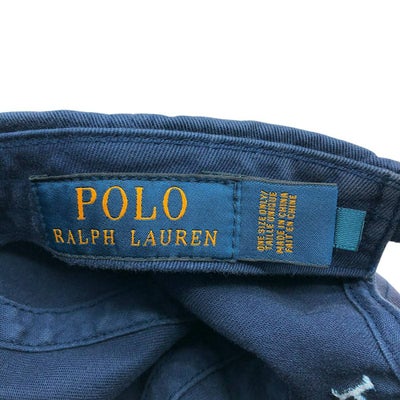 POLO
RALPH LAUREN
ONE SIZE ONLY/
TAILLE UNIQUE
MADE IN CHINA
FAIT EN CHINE